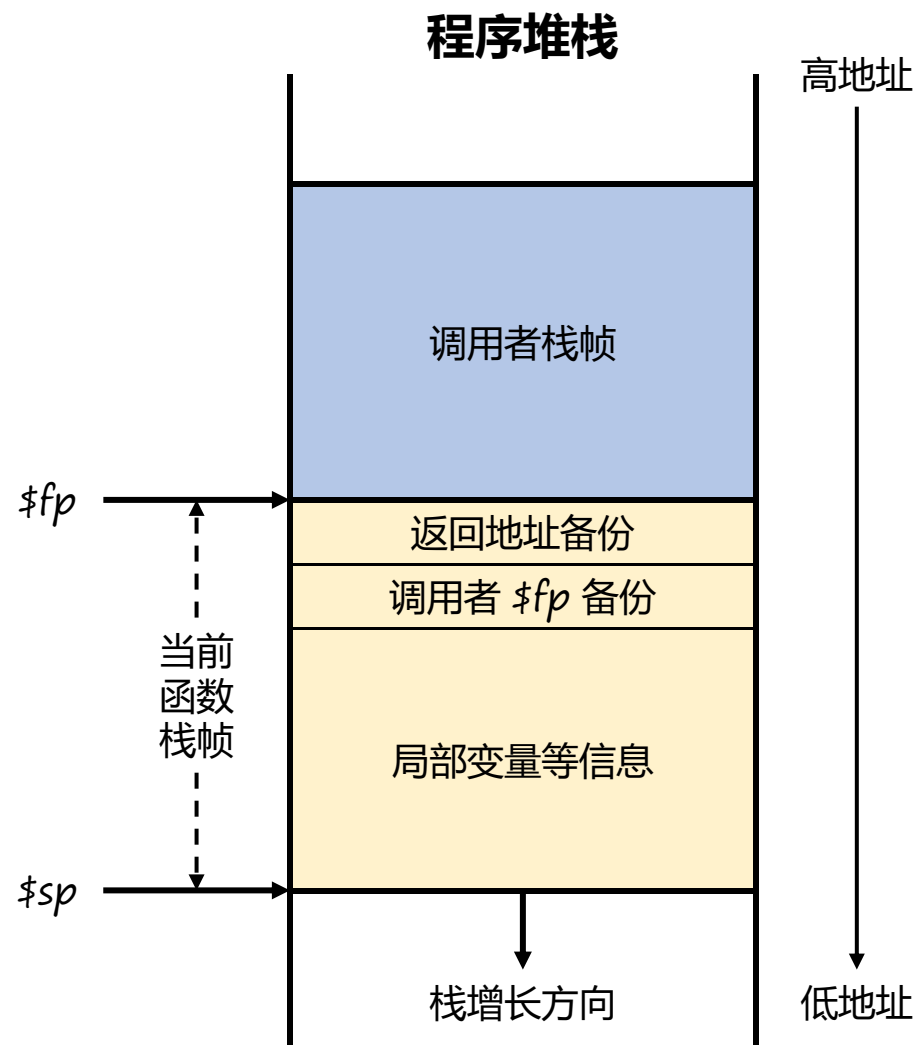 程序堆栈
高地址
调用者栈帧
$fp
返回地址备份
调用者 $fp 备份
当前
函数
栈帧
局部变量等信息
$sp
栈增长方向
低地址